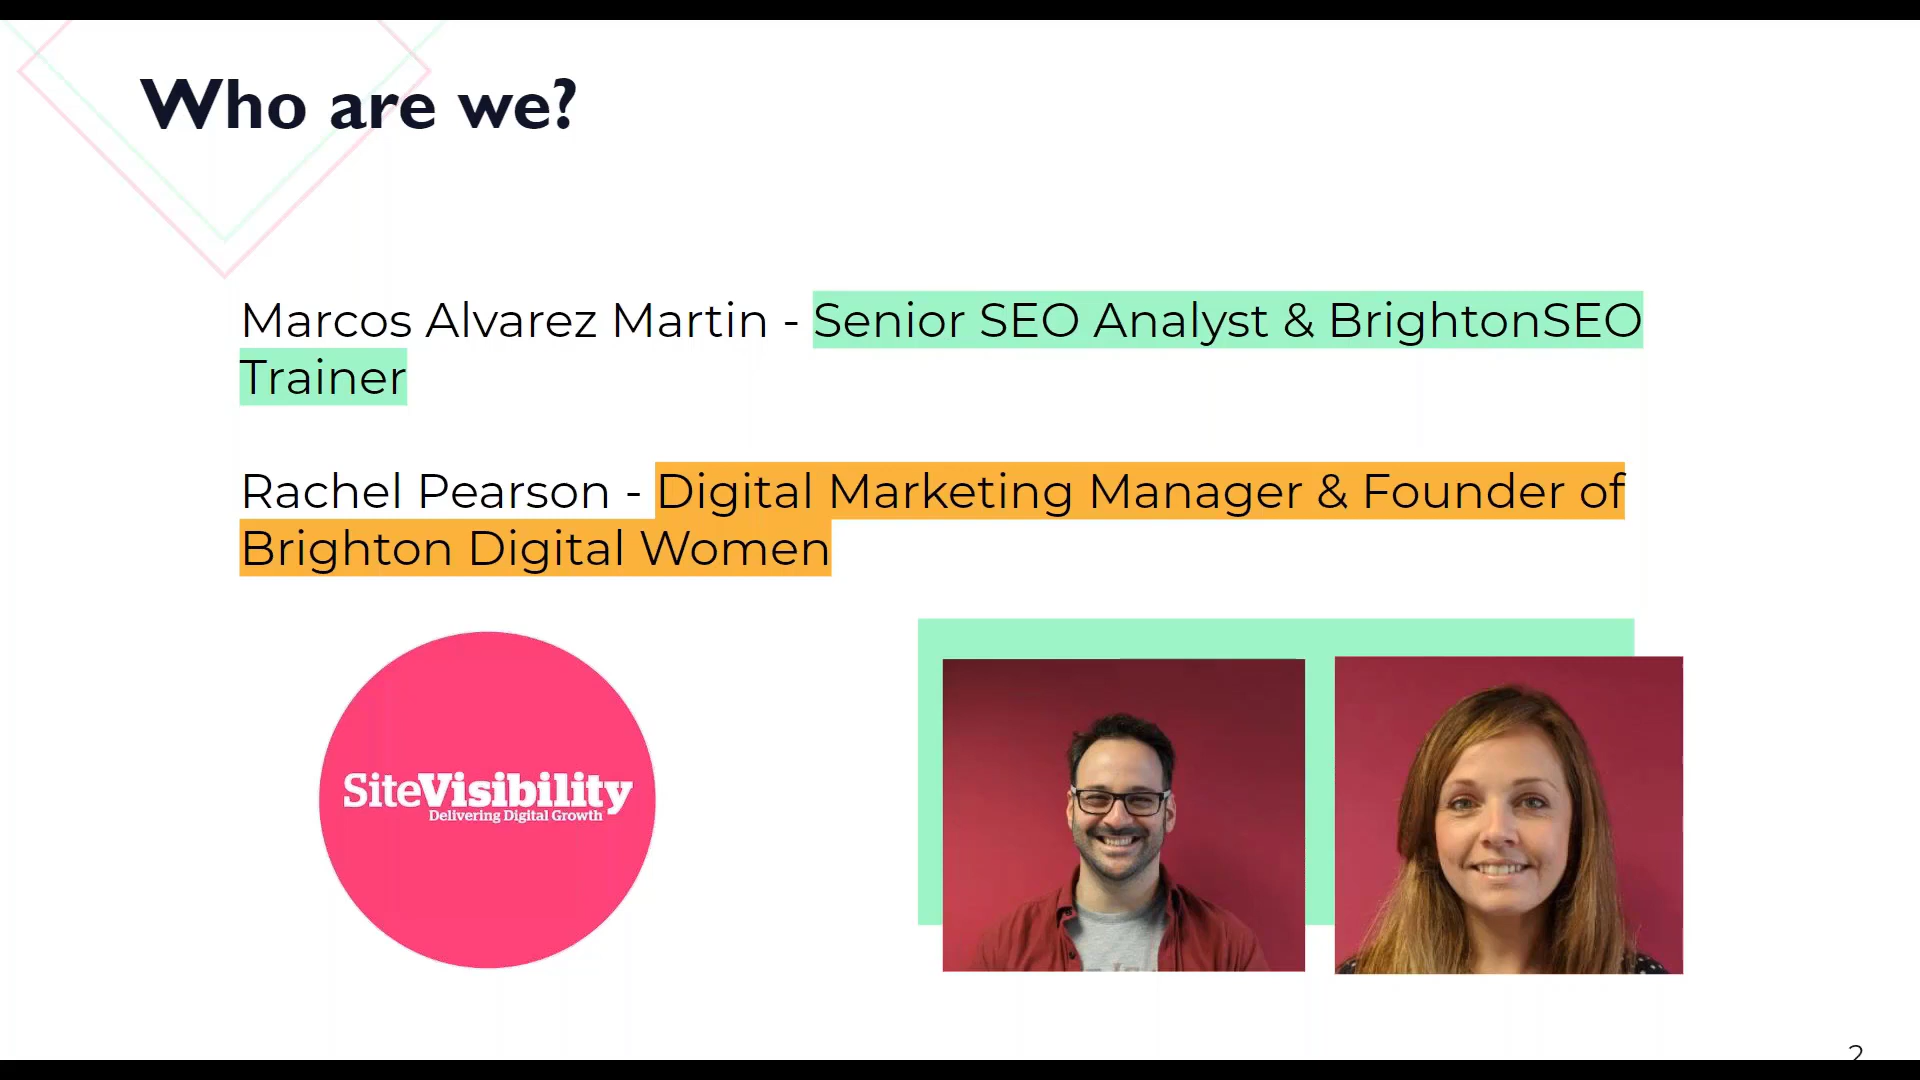 Who are we?
Marcos Alvarez Martin - Senior SEO Analyst & BrightonSEO
Trainer
Rachel Pearson - Digital Marketing Manager & Founder of
Brighton Digital Women
SiteVisibility
Delivering Digital Growth
2